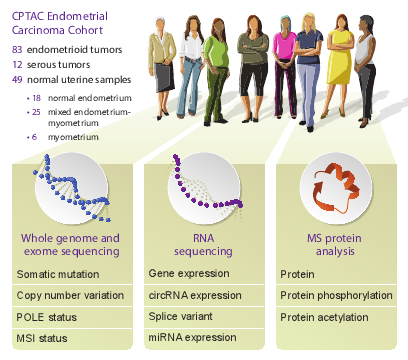 CPTAC Endometrial
Carcinoma Cohort
83 endometrioid tumors
12 serous tumors
49 normal uterine samples
• 18 normal endometrium
• 25 mixed endometrium-
myometrium
• 6 myometrium
Whole genome and
exome sequencing
Somatic mutation
Copy number variation
POLE status
MSI status
RNA
sequencing
Gene expression
circRNA expression
Splice variant
miRNA expression
MS protein
analysis
Protein
Protein phosphorylation
Protein acetylation